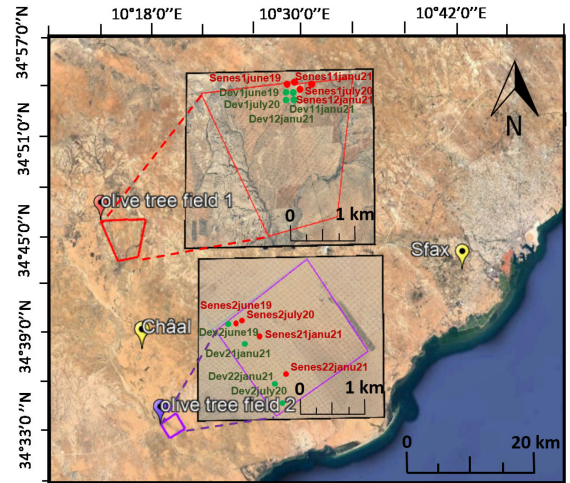 10°18'0''E 10°30'0''E 10°42'0''E
34°57'0''N
34°51'0''N
34°45'0''N
34°39'0''N
34°33'0 ''N
N
Senes1june19 Senes11janu21
Dev1june19 Senes1july20
Dev1july20 Senes12janu21
Dev11janu21
Dev12janu21
0 1 km
olive tree field 1
Sfax
Châal
Senes2june19
Senes2july20
Dev2june19 Senes21janu21
Dev21janu21
Dev22janu21 Senes22janu21
Dev2july20
0 1 km
olive tree field 2
0 20 km